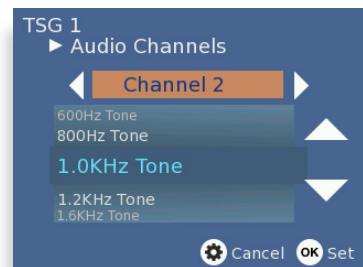 TSG 1
Audio Channels
Channel 2
600Hz Tone
800Hz Tone
1.0KHz Tone
1.2KHz Tone
1.6KHz Tone
Cancel OK Set